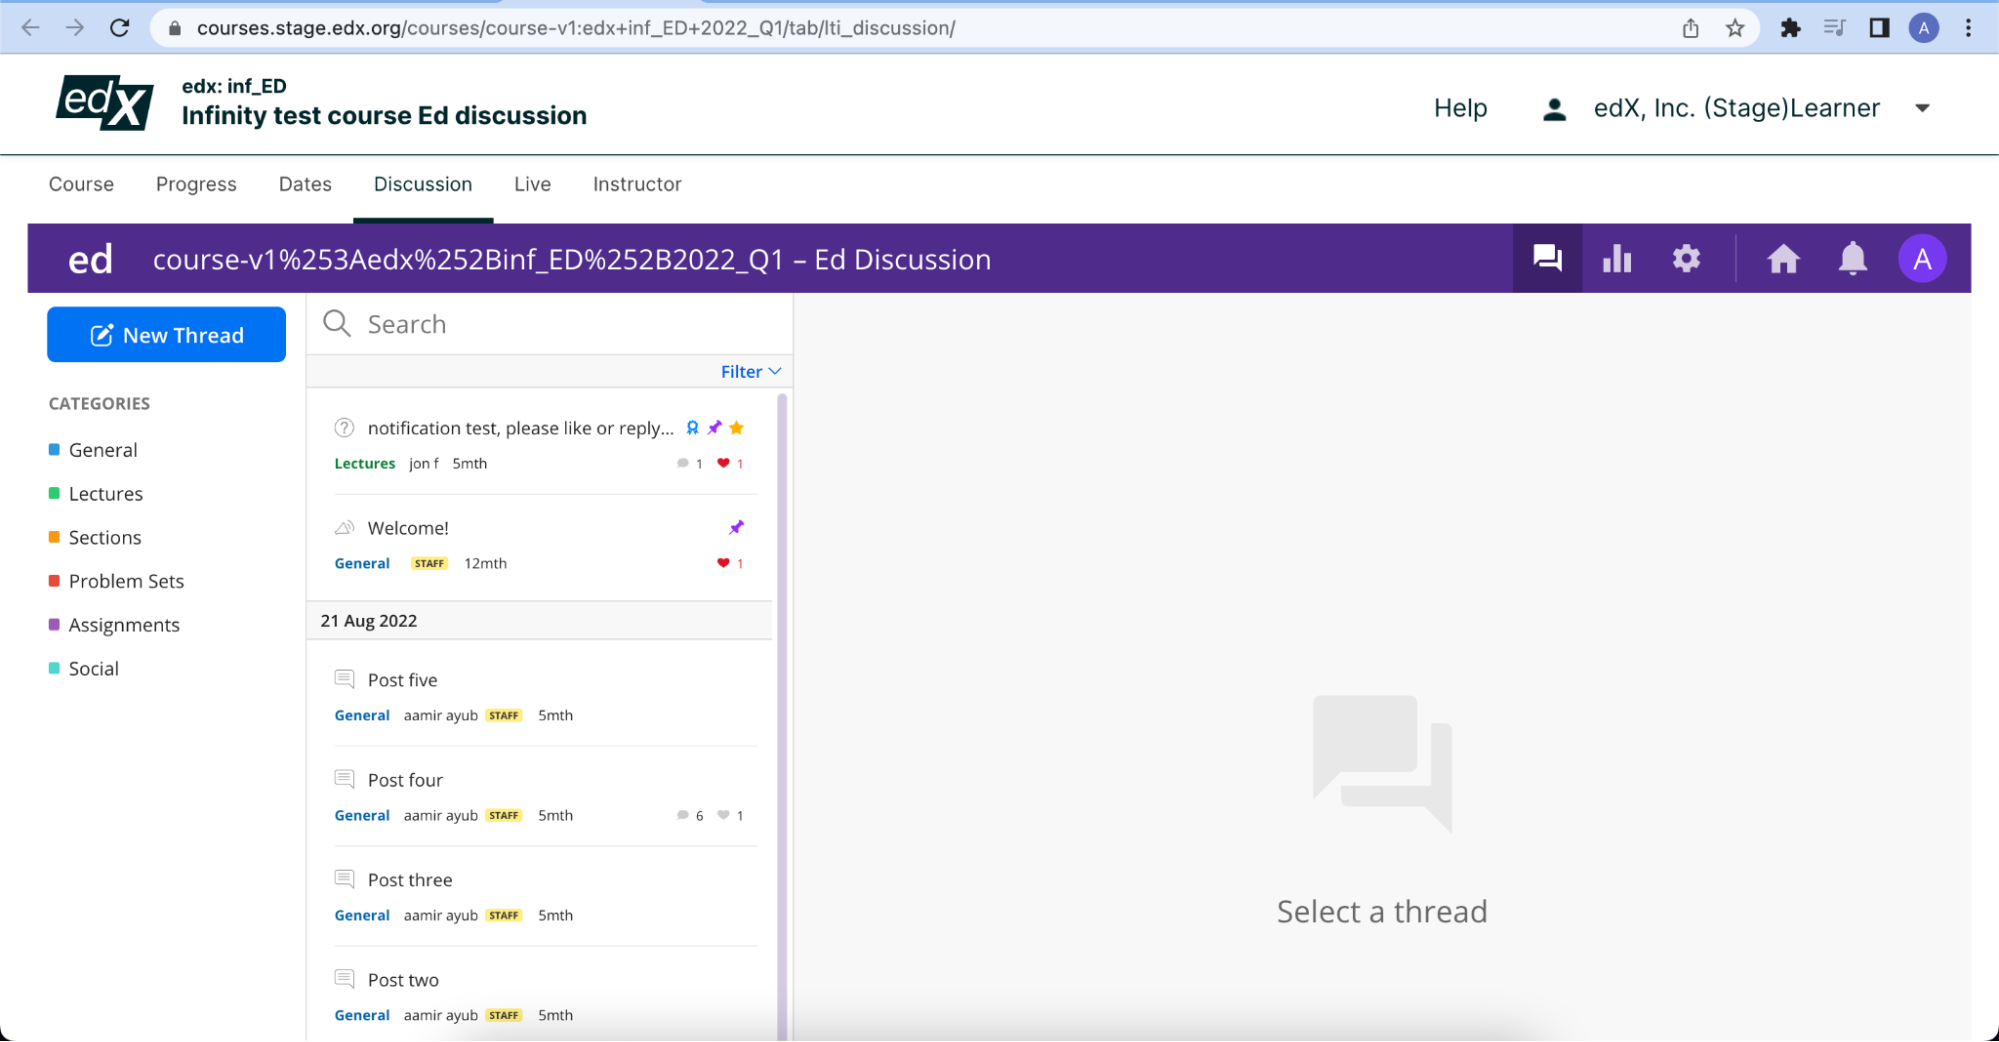 courses.stage.edx.org/courses/course-v1:edx+inf_ED+2022_Q1/tab/lti_discussion/
A
edX
edx: inf_ED
Infinity test course Ed discussion
Help
edX, Inc. (Stage)Learner
Course
Progress
Dates
Discussion
Live
Instructor
ed
course-v1%253Aedx%252Binf_ED%252B2022_Q1 – Ed Discussion
A
New Thread
CATEGORIES
General
Lectures
Sections
Problem Sets
Assignments
Social
Search
Filter
notification test, please like or reply...
Lectures jon f 5mth 1 1
Welcome!
General STAFF 12mth 1
21 Aug 2022
Post five
General aamir ayub STAFF 5mth
Post four
General aamir ayub STAFF 5mth 6 1
Post three
General aamir ayub STAFF 5mth
Post two
General aamir ayub STAFF 5mth
Select a thread